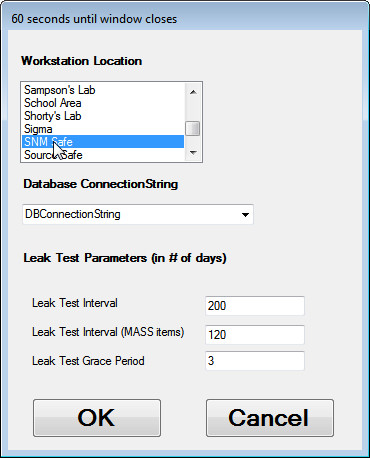 60 seconds until window closes
Workstation Location
Sampson's Lab
School Area
Shorty's Lab
Sigma
SNM Safe
Source Safe
Database ConnectionString
DBConnectionString
Leak Test Parameters (in # of days)
Leak Test Interval 200
Leak Test Interval (MASS items) 120
Leak Test Grace Period 3
OK Cancel